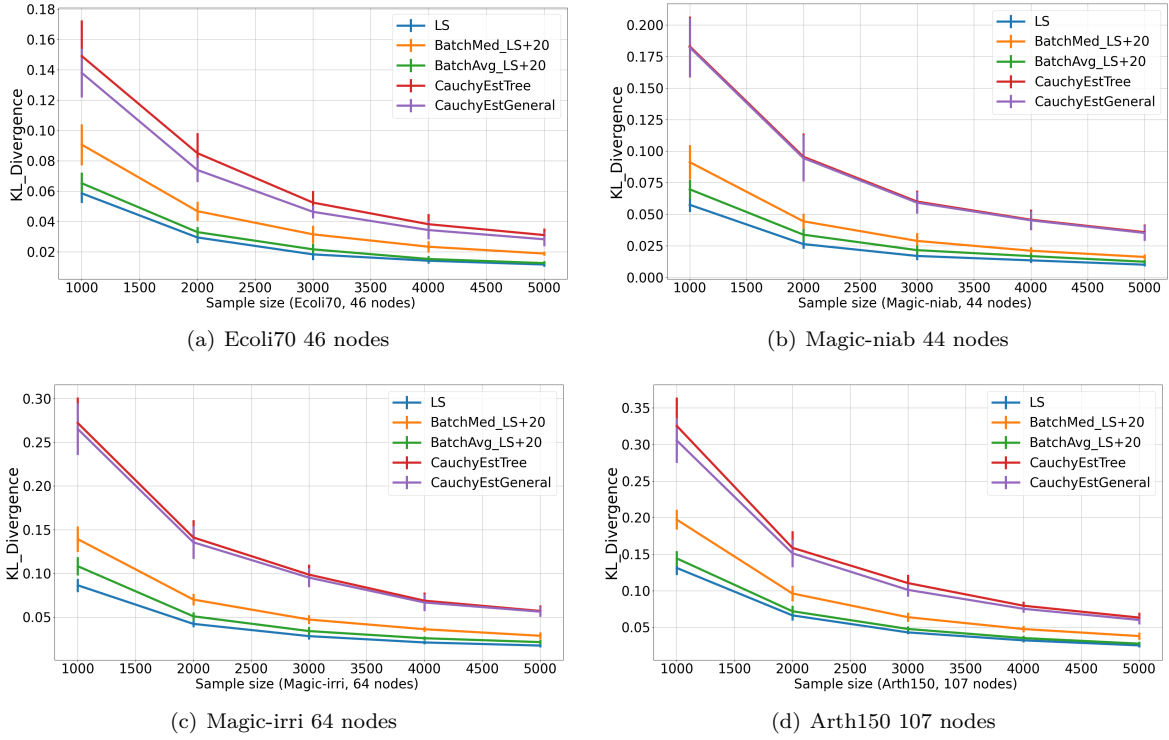 0.18
0.16
0.14
0.12
0.10
0.08
0.06
0.04
0.02
KL_Divergence
LS
BatchMed_LS+20
BatchAvg_LS+20
CauchyEstTree
CauchyEstGeneral
1000 1500 2000 2500 3000 3500 4000 4500 5000
Sample size (Ecoli70, 46 nodes)
(a) Ecoli70 46 nodes
0.200
0.175
0.150
0.125
0.100
0.075
0.050
0.025
0.000
KL_Divergence
LS
BatchMed_LS+20
BatchAvg_LS+20
CauchyEstTree
CauchyEstGeneral
1000 1500 2000 2500 3000 3500 4000 4500 5000
Sample size (Magic-niab, 44 nodes)
(b) Magic-niab 44 nodes
0.30
0.25
0.20
0.15
0.10
0.05
KL_Divergence
LS
BatchMed_LS+20
BatchAvg_LS+20
CauchyEstTree
CauchyEstGeneral
1000 1500 2000 2500 3000 3500 4000 4500 5000
Sample size (Magic-irri, 64 nodes)
(c) Magic-irri 64 nodes
0.35
0.30
0.25
0.20
0.15
0.10
0.05
KL_Divergence
LS
BatchMed_LS+20
BatchAvg_LS+20
CauchyEstTree
CauchyEstGeneral
1000 1500 2000 2500 3000 3500 4000 4500 5000
Sample size (Arth150, 107 nodes)
(d) Arth150 107 nodes